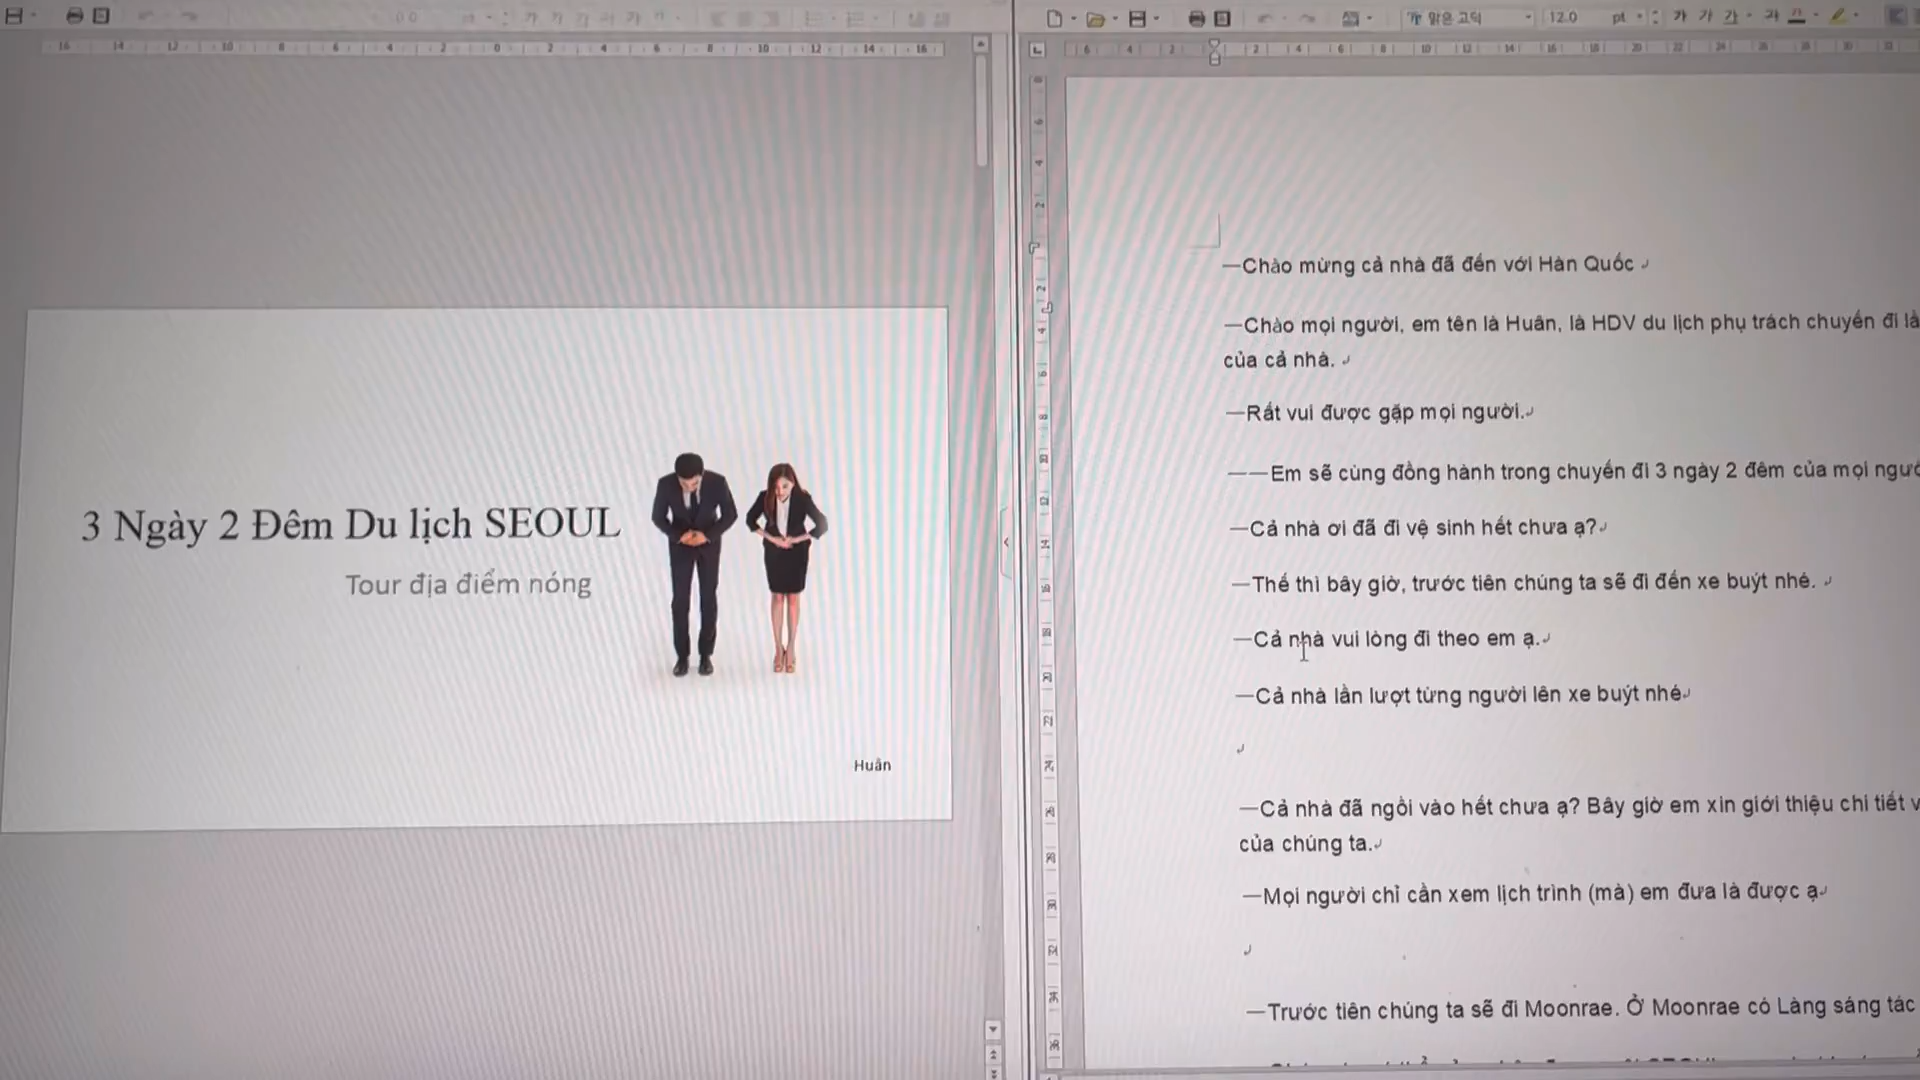 3 Ngày 2 Đêm Du lịch SEOUL
Tour địa điểm nóng
Huân
맑은 고딕
12.0
pt
—Chào mừng cả nhà đã đến với Hàn Quốc
—Chào mọi người, em tên là Huân, là HDV du lịch phụ trách chuyến đi
của cả nhà.
—Rất vui được gặp mọi người.
——Em sẽ cùng đồng hành trong chuyến đi 3 ngày 2 đêm của mọi
—Cả nhà ơi đã đi vệ sinh hết chưa ạ?
—Thế thì bây giờ, trước tiên chúng ta sẽ đi đến xe buýt nhé.
—Cả nhà vui lòng đi theo em ạ.
—Cả nhà lần lượt từng người lên xe buýt nhé
—Cả nhà đã ngồi vào hết chưa ạ? Bây giờ em xin giới thiệu chi tiết
của chúng ta.
—Mọi người chỉ cần xem lịch trình (mà) em đưa là được ạ
—Trước tiên chúng ta sẽ đi Moonrae. Ở Moonrae có Làng sáng tác